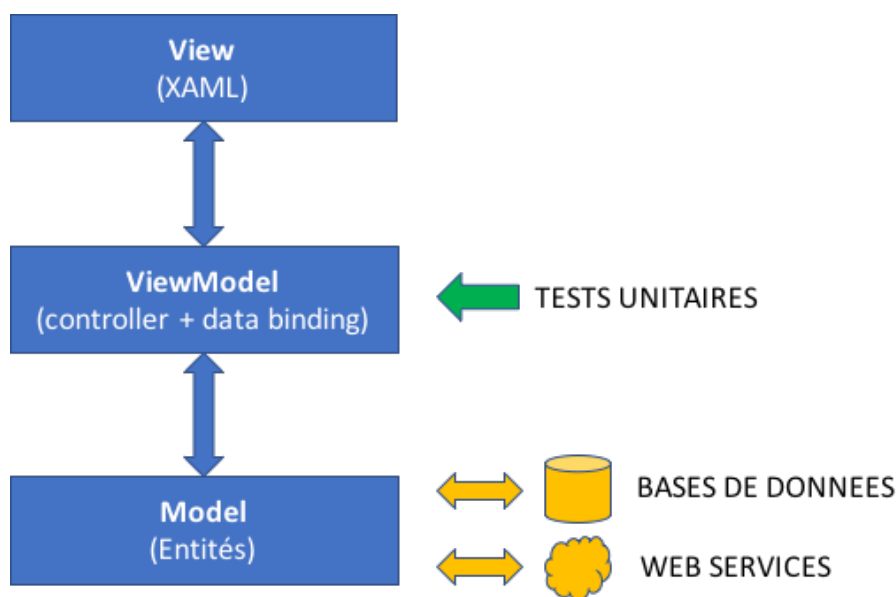 View
(XAML)
ViewModel
(controller + data binding)
TESTS UNITAIRES
Model
(Entités)
BASES DE DONNEES
WEB SERVICES